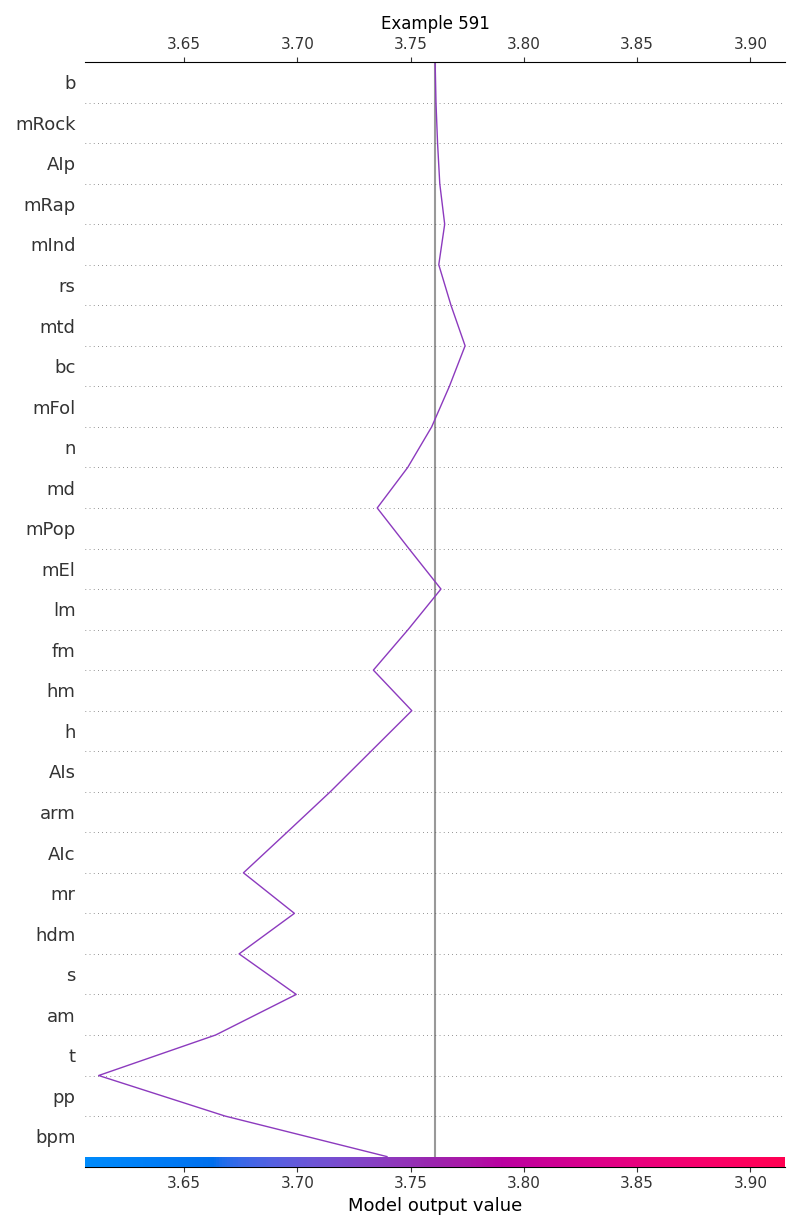 Example 591
3.65 3.70 3.75 3.80 3.85 3.90
b
mRock
AIp
mRap
mInd
rs
mtd
bc
mFol
n
md
mPop
mEl
lm
fm
hm
h
AIs
arm
AIc
mr
hdm
s
am
t
pp
bpm
3.65 3.70 3.75 3.80 3.85 3.90
Model output value